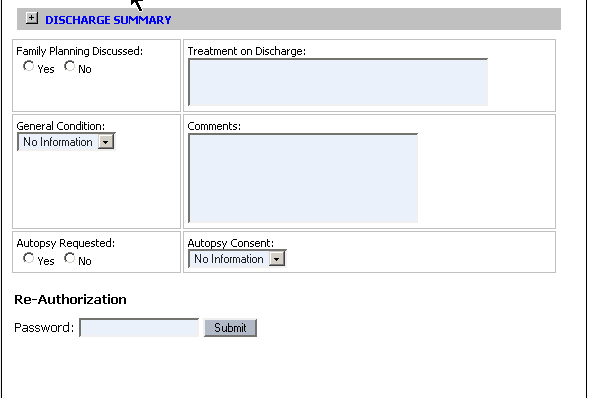 DISCHARGE SUMMARY
Family Planning Discussed: Treatment on Discharge:
Yes No
General Condition: Comments:
No Information
Autopsy Requested: Autopsy Consent:
Yes No No Information
Re-Authorization
Password: Submit